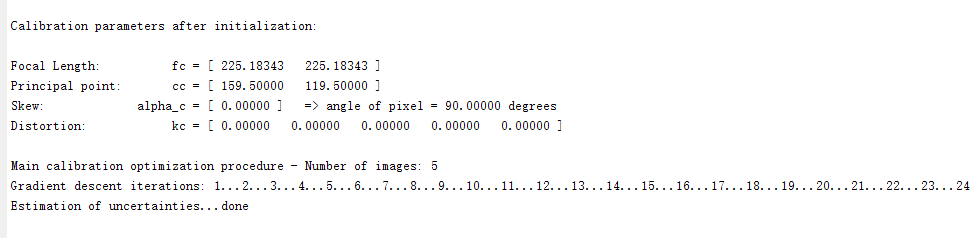 Calibration parameters after initialization:
Focal Length: fc = [ 225.18343 225.18343 ]
Principal point: cc = [ 159.50000 119.50000 ]
Skew: alpha_c = [ 0.00000 ] => angle of pixel = 90.00000 degrees
Distortion: kc = [ 0.00000 0.00000 0.00000 0.00000 0.00000 ]
Main calibration optimization procedure - Number of images: 5
Gradient descent iterations: 1...2...3...4...5...6...7...8...9...10...11...12...13...14...15...16...17...18...19...20...21...22...23...24
Estimation of uncertainties...done